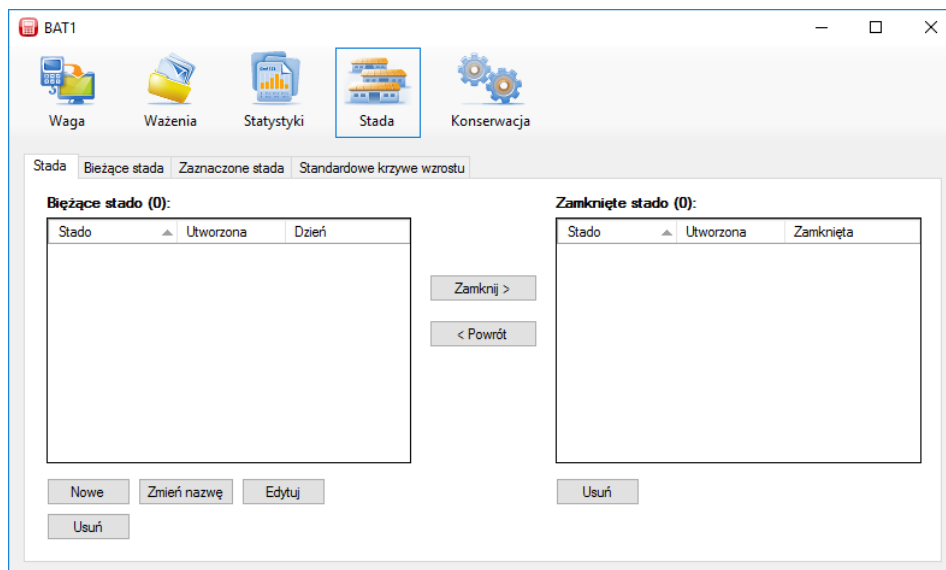 BAT1
Waga Ważenia Statystyki Stada Konserwacja
Stada Bieżące stada Zaznaczone stada Standardowe krzywe wzrostu
Biężące stado (0): Zamknięte stado (0):
Stado Utworzona Dzień Stado Utworzona Zamknięta
Zamknij >
< Powrót
Nowe Zmień nazwę Edytuj Usuń
Usuń